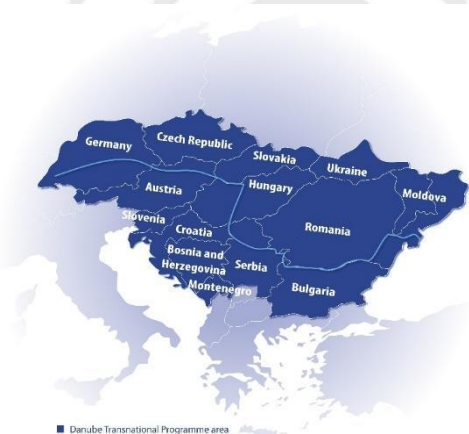 Germany
Czech Republic
Slovakia
Ukraine
Austria
Hungary
Moldova
Slovenia
Croatia
Romania
Bosnia and
Herzegovina
Serbia
Montenegro
Bulgaria
Danube Transnational Programme area